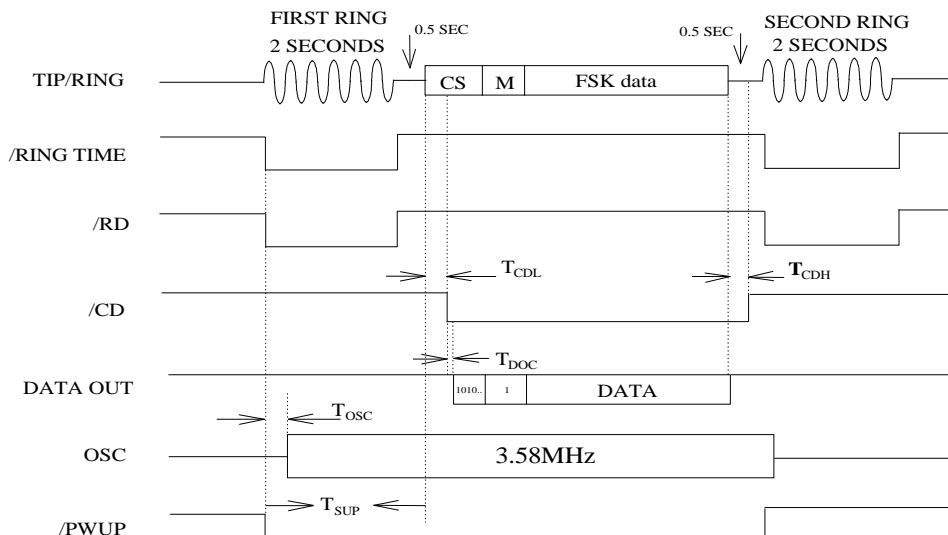 FIRST RING
2 SECONDS
0.5 SEC
0.5 SEC
SECOND RING
2 SECONDS
TIP/RING
CS
M
FSK data
/RING TIME
/RD
TCDL
TCDH
/CD
TDOC
DATA OUT
1010..
1
DATA
TOSC
OSC
3.58MHz
TSUP
/PWUP